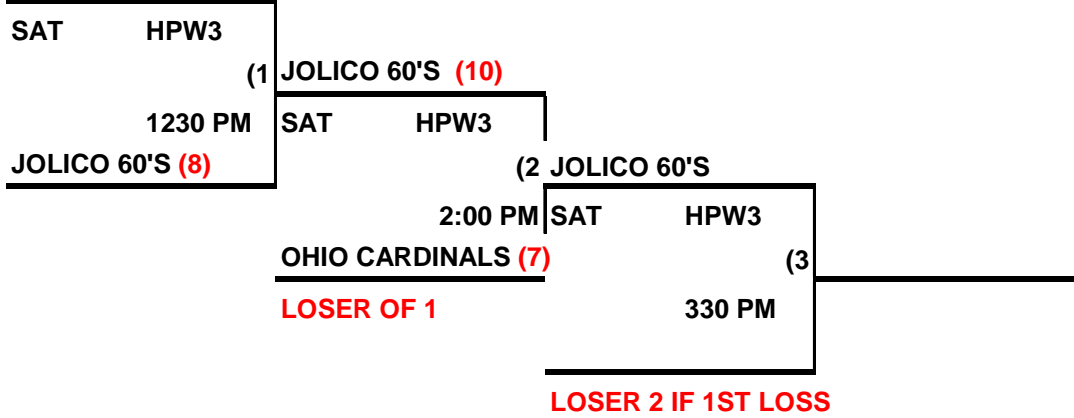 SAT HPW3
(1 JOLICO 60'S (10)
1230 PM SAT HPW3
JOLICO 60'S (8) (2 JOLICO 60'S
2:00 PM SAT HPW3
OHIO CARDINALS (7) (3
LOSER OF 1 330 PM
LOSER 2 IF 1ST LOSS